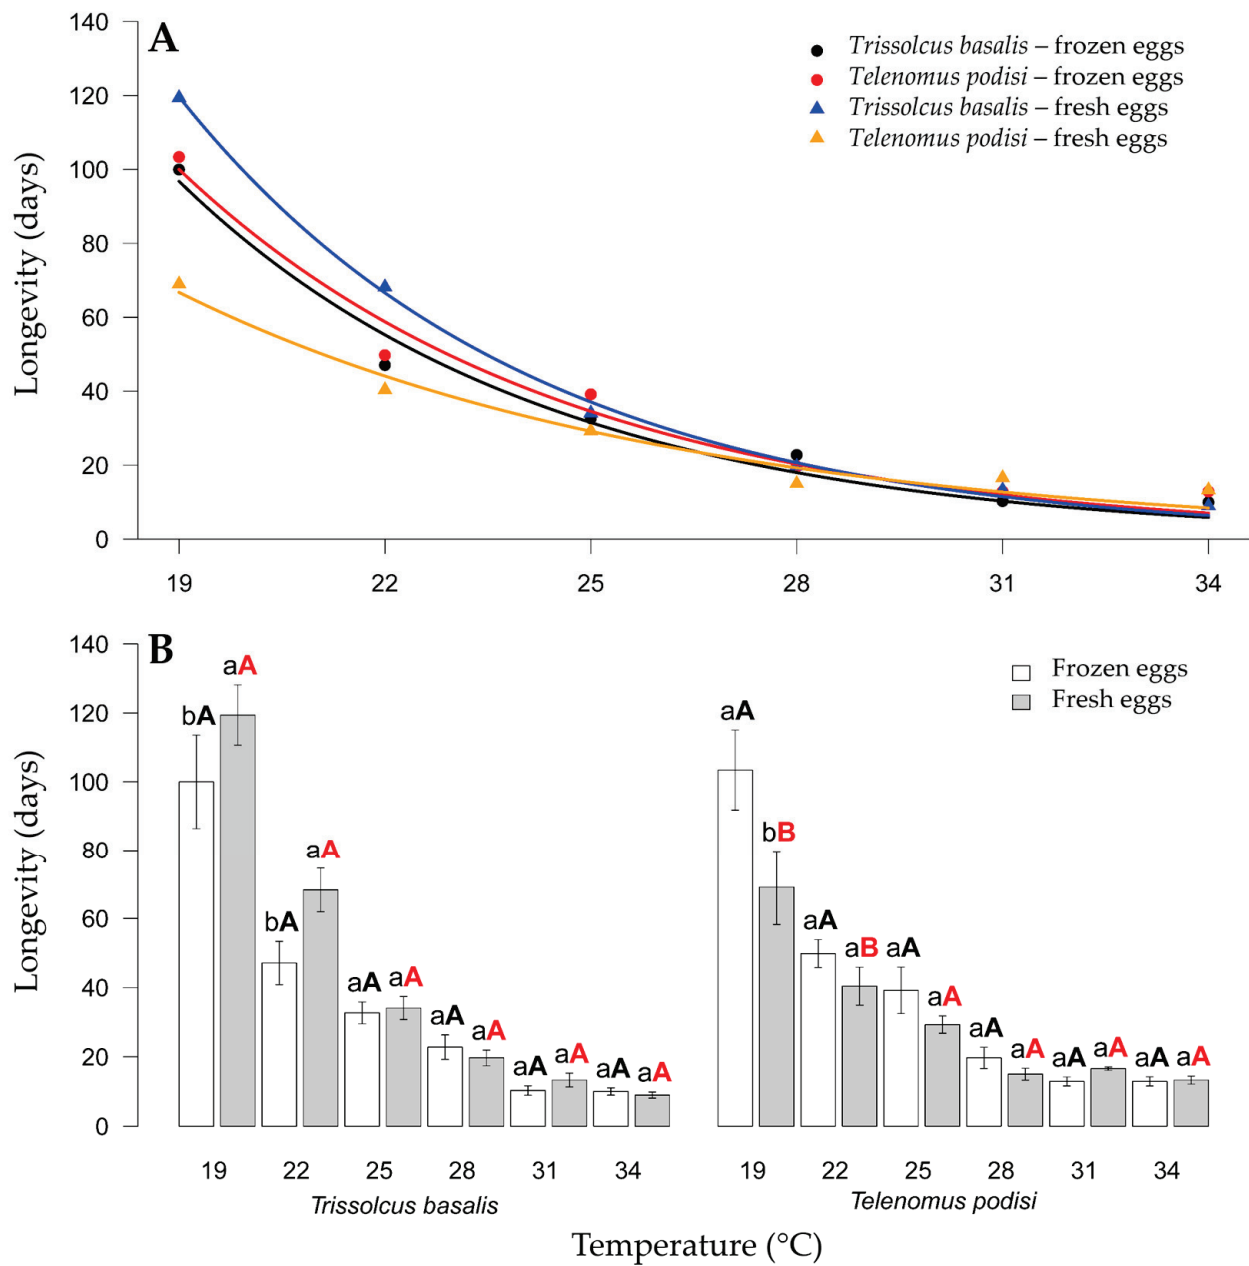 A
Trissolcus basalis – frozen eggs
Telenomus podisi – frozen eggs
Trissolcus basalis – fresh eggs
Telenomus podisi – fresh eggs
Longevity (days)
140
120
100
80
60
40
20
0
19 22 25 28 31 34
B
Frozen eggs
Fresh eggs
Longevity (days)
140
120
100
80
60
40
20
0
bA aA bA aA aA aA aA aA aA aA aA aA
aA bB aA aB aA aA aA aA aA aA aA aA
19 22 25 28 31 34 19 22 25 28 31 34
Trissolcus basalis Telenomus podisi
Temperature (°C)